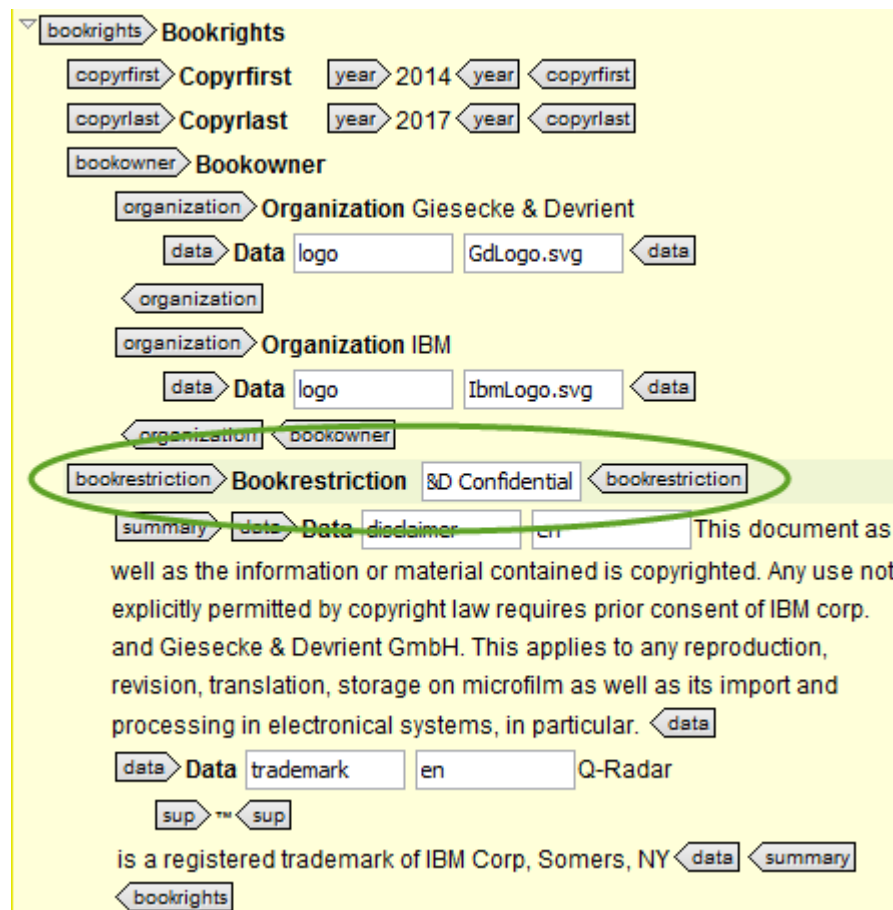 bookrights Bookrights
copyrfirst Copyrfirst year 2014 year copyrfirst
copyrlast Copyrlast year 2017 year copyrlast
bookowner Bookowner
organization Organization Giesecke & Devrient
data Data logo GdLogo.svg data
organization
organization Organization IBM
data Data logo IbmLogo.svg data
organization bookowner
bookrestriction Bookrestriction &D Confidential bookrestriction
summary data Data disclaimer en This document as
well as the information or material contained is copyrighted. Any use not
explicitly permitted by copyright law requires prior consent of IBM corp.
and Giesecke & Devrient GmbH. This applies to any reproduction,
revision, translation, storage on microfilm as well as its import and
processing in electronical systems, in particular. data
data Data trademark en Q-Radar
sup ™ sup
is a registered trademark of IBM Corp, Somers, NY data summary
bookrights